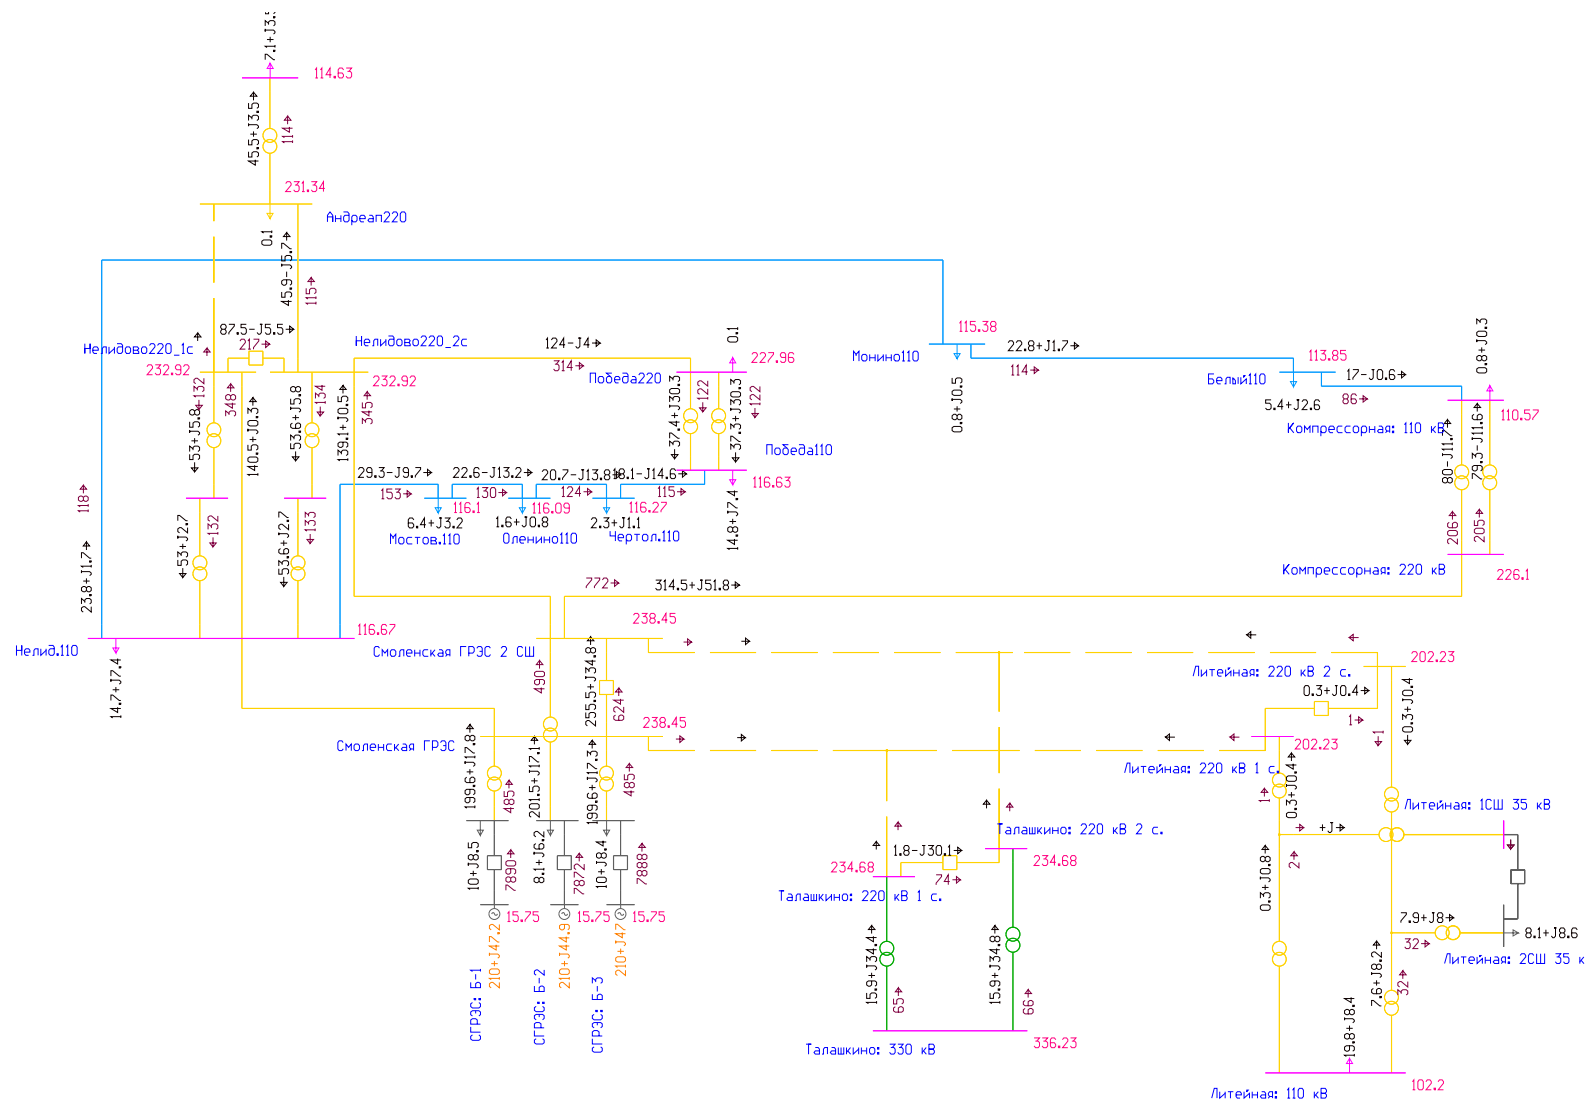 7.1+J3.
114.63
45.5+J3.5
114
231.34
Андреап220
0.1
45.9-J5.7
115
87.5-J5.5
217
Нелидово220_1с
232.92
Нелидово220_2с
232.92
132
348
134
345
53+J5.8
140.5+J0.3
53.6+J5.8
139.1+J0.5
124-J4
314
227.96
0.1
Победа220
122
122
37.4+J30.3
37.3+J30.3
Победа110
116.63
14.8+J7.4
29.3-J9.7
153
22.6-J13.2
130
20.7-J13.8
124
18.1-J14.6
115
116.1
116.09
116.27
6.4+J3.2
1.6+J0.8
2.3+J1.1
Мостов.110
Оленино110
Чертол.110
115.38
Монино110
22.8+J1.7
114
0.8+J0.5
113.85
Белый110
17-J0.6
86
5.4+J2.6
0.8+J0.3
110.57
Компрессорная: 110 кВ
80-J11.7
79.3-J11.6
206
205
Компрессорная: 220 кВ
226.1
118
23.8+J1.7
53+J2.7
132
53.6+J2.7
133
116.67
Нелид.110
14.7+J7.4
772
314.5+J51.8
238.45
Смоленская ГРЭС 2 СШ
490
255.5+J34.8
624
238.45
Смоленская ГРЭС
199.6+J17.8
485
201.5+J17.1
199.6+J17.3
485
10+J8.5
7890
8.1+J6.2
7872
10+J8.4
7888
15.75
15.75
15.75
210+J47.2
210+J44.9
210+J47
СГРЭС: Б-1
СГРЭС: Б-2
СГРЭС: Б-3
202.23
Литейная: 220 кВ 2 с.
0.3+J0.4
1
1
0.3+J0.4
202.23
Литейная: 220 кВ 1 с.
1
0.3+J0.4
Литейная: 1СШ 35 кВ
+J
2
0.3+J0.8
Талашкино: 220 кВ 2 с.
234.68
1.8-J30.1
74
234.68
Талашкино: 220 кВ 1 с.
15.9+J34.4
65
15.9+J34.8
66
336.23
Талашкино: 330 кВ
7.9+J8
32
8.1+J8.6
Литейная: 2СШ 35 к
7.6+J8.2
32
19.8+J8.4
102.2
Литейная: 110 кВ